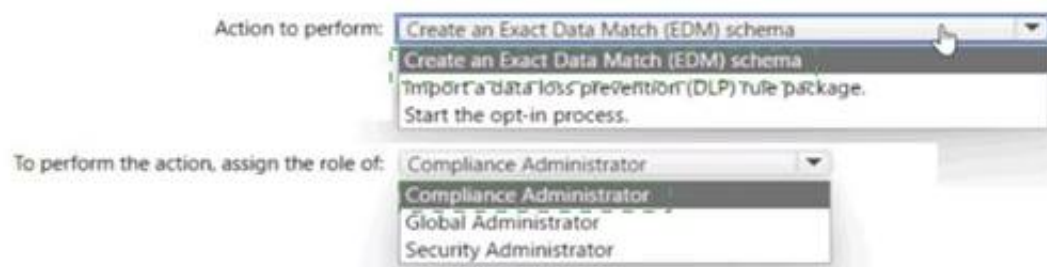 Action to perform: Create an Exact Data Match (EDM) schema
Create an Exact Data Match (EDM) schema
Import a data loss prevention (DLP) rule package.
Start the opt-in process.
To perform the action, assign the role of: Compliance Administrator
Compliance Administrator
Global Administrator
Security Administrator